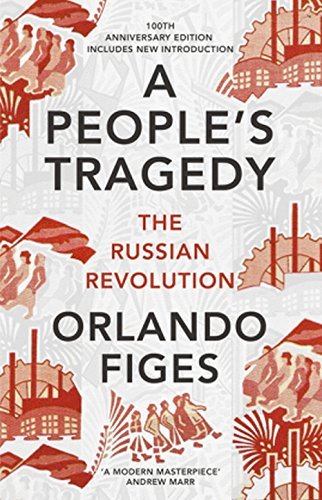 100TH
ANNIVERSARY EDITION
INCLUDES NEW INTRODUCTION
A
PEOPLE'S
TRAGEDY
THE
RUSSIAN
REVOLUTION
ORLANDO
FIGES
'A MODERN MASTERPIECE'
ANDREW MARR